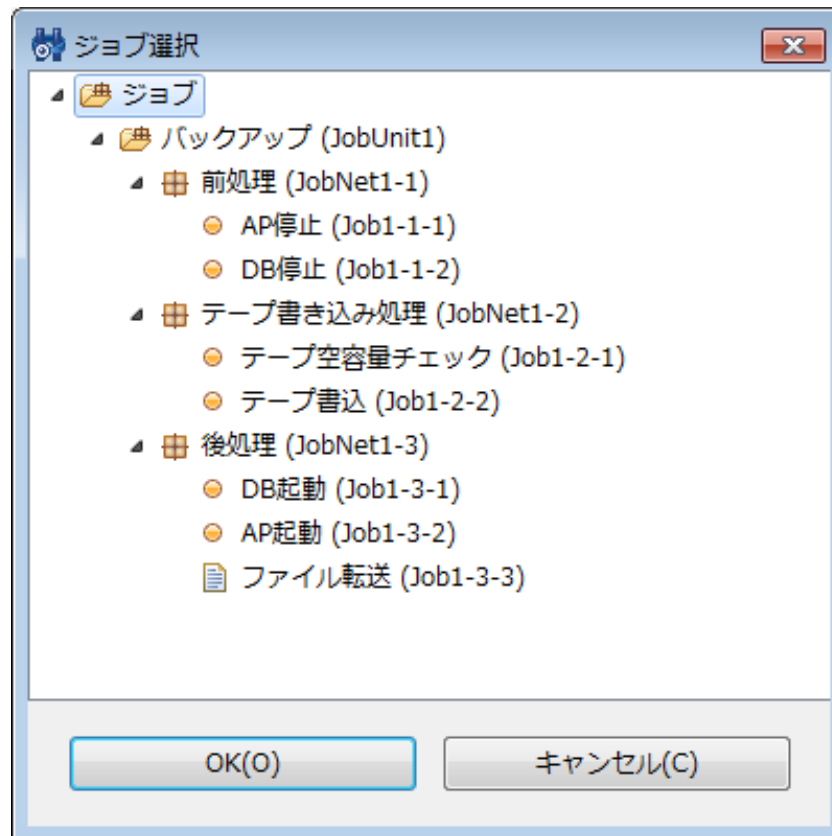 ジョブ選択
ジョブ
バックアップ (JobUnit1)
前処理 (JobNet1-1)
AP停止 (Job1-1-1)
DB停止 (Job1-1-2)
テープ書き込み処理 (JobNet1-2)
テープ空容量チェック (Job1-2-1)
テープ書込 (Job1-2-2)
後処理 (JobNet1-3)
DB起動 (Job1-3-1)
AP起動 (Job1-3-2)
ファイル転送 (Job1-3-3)
OK(O)
キャンセル(C)